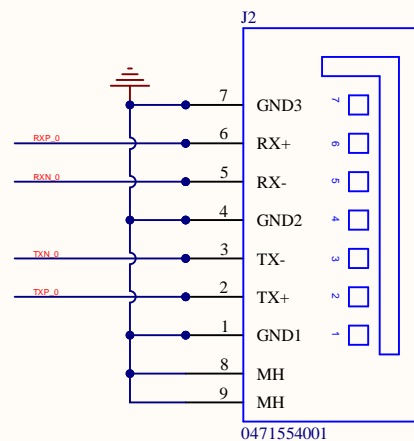 J2
7 GND3 7
RXP_0 6 RX+ 6
RXN_0 5 RX- 5
4 GND2 4
TXN_0 3 TX- 3
TXP_0 2 TX+ 2
1 GND1 1
8 MH
9 MH
0471554001